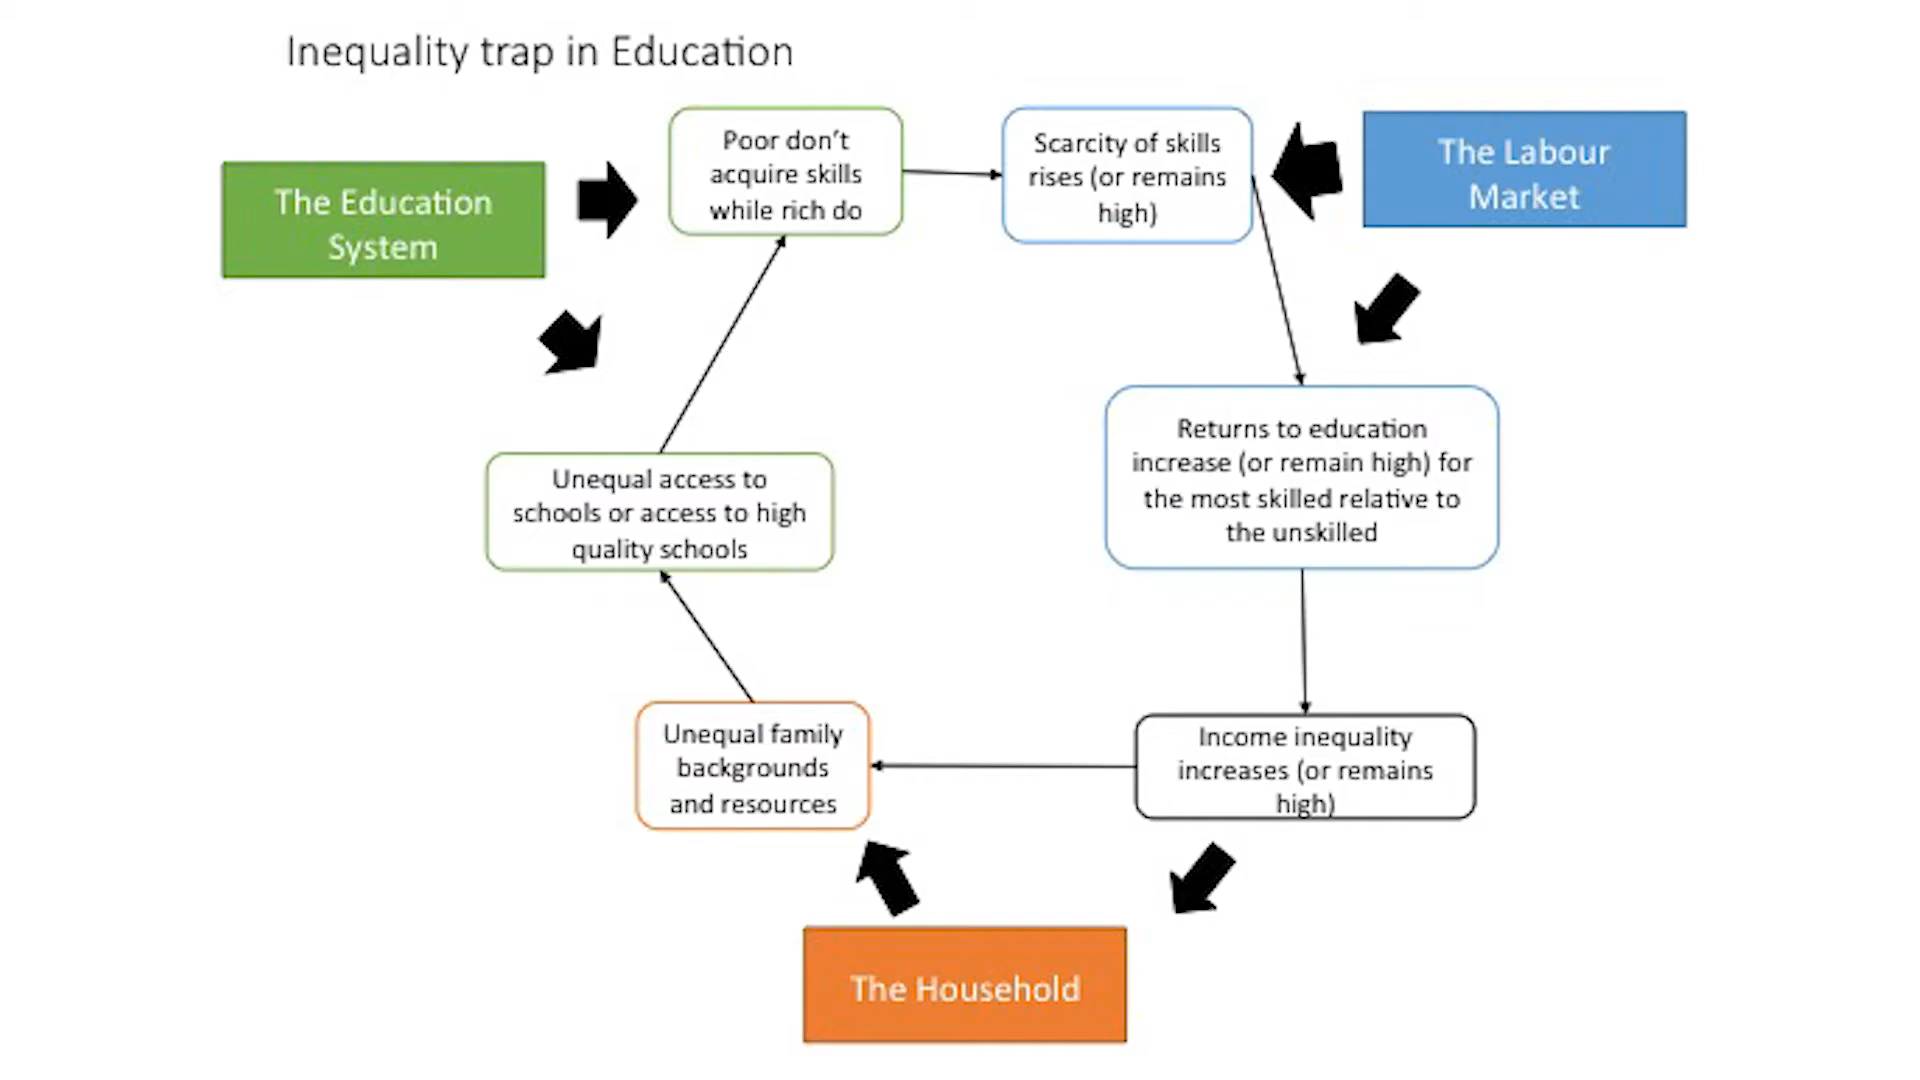 Inequality trap in Education
The Education
System
Poor don’t
acquire skills
while rich do
Scarcity of skills
rises (or remains
high)
The Labour
Market
Returns to education
increase (or remain high) for
the most skilled relative to
the unskilled
Unequal access to
schools or access to high
quality schools
Unequal family
backgrounds
and resources
Income inequality
increases (or remains
high)
The Household